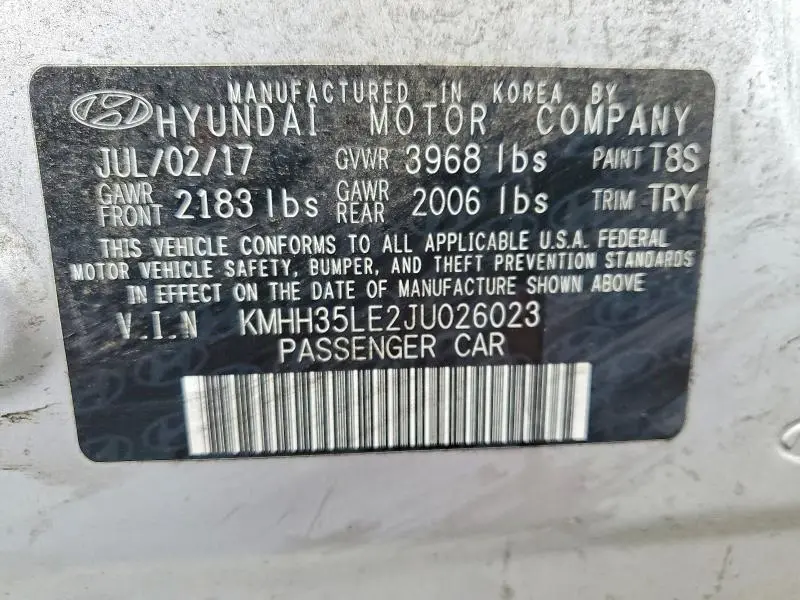 MANUFACTURED IN KOREA BY
HYUNDAI MOTOR COMPANY
JUL/02/17 GVWR 3968 lbs PAINT T8S
GAWR FRONT 2183 lbs GAWR REAR 2006 lbs TRIM TRY
THIS VEHICLE CONFORMS TO ALL APPLICABLE U.S.A. FEDERAL
MOTOR VEHICLE SAFETY, BUMPER, AND THEFT PREVENTION STANDARDS
IN EFFECT ON THE DATE OF MANUFACTURE SHOWN ABOVE
V.I.N KMHH35LE2JU026023
PASSENGER CAR